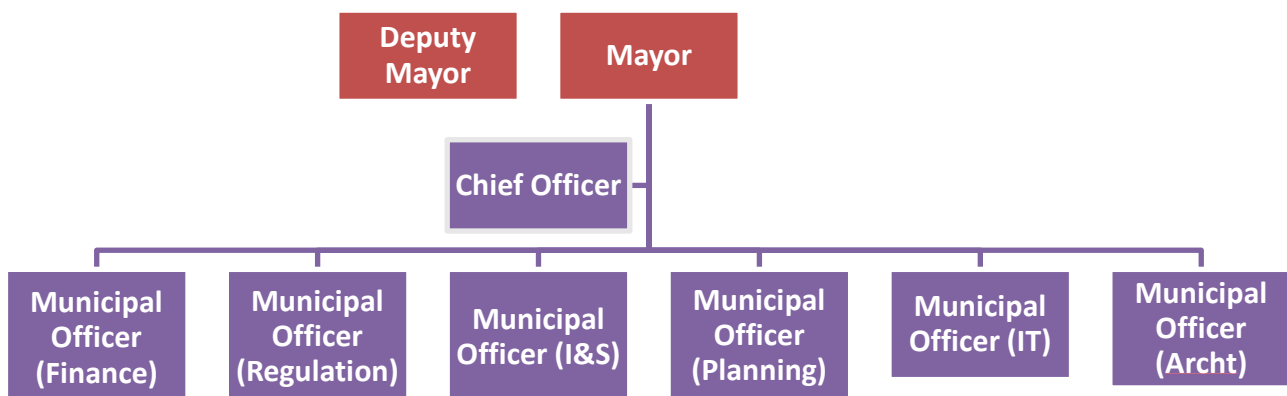 Deputy
Mayor
Mayor
Chief Officer
Municipal
Officer
(Finance)
Municipal
Officer
(Regulation)
Municipal
Officer (I&S)
Municipal
Officer
(Planning)
Municipal
Officer (IT)
Municipal
Officer
(Archt)